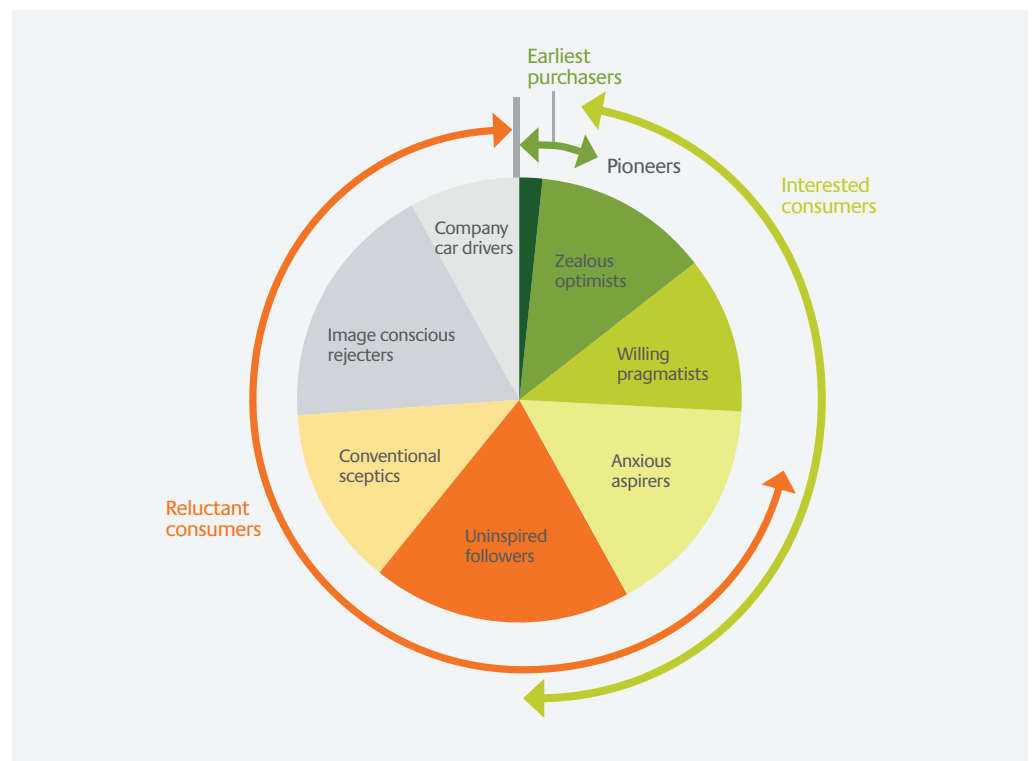 Earliest
purchasers
Pioneers
Interested
consumers
Company
car drivers
Zealous
optimists
Image conscious
rejecters
Willing
pragmatists
Conventional
sceptics
Anxious
aspirers
Reluctant
consumers
Uninspired
followers